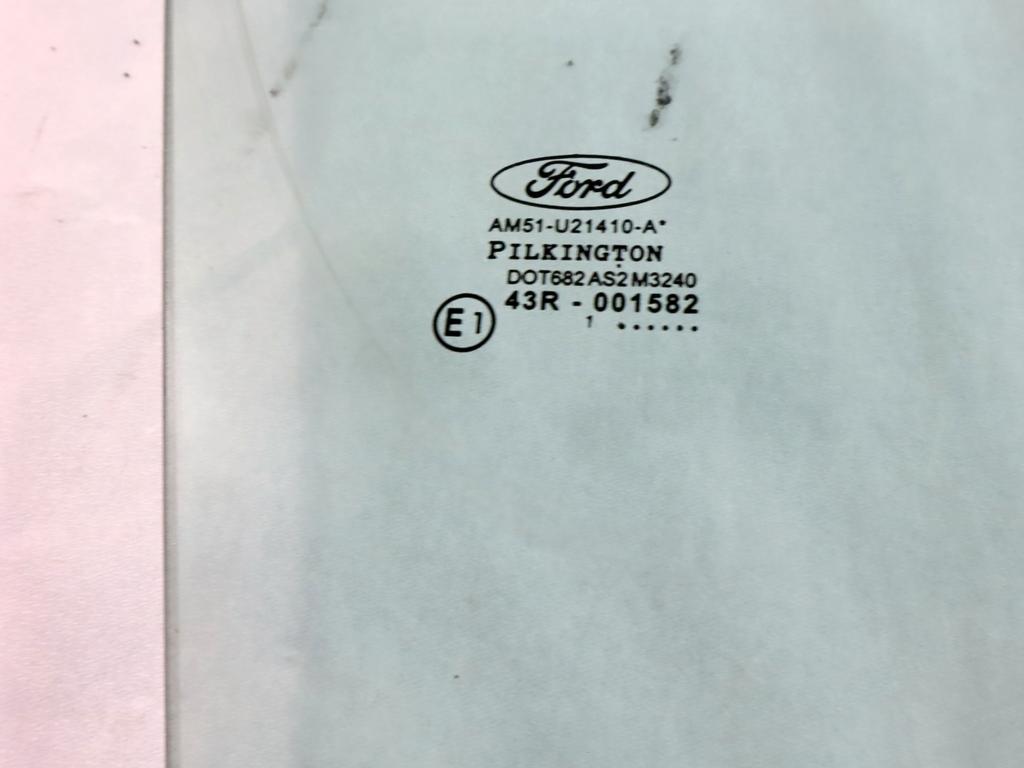 Ford
AM51-U21410-A*
PILKINGTON
DOT682 AS2 M3240
43R - 001582
E1
1 ......